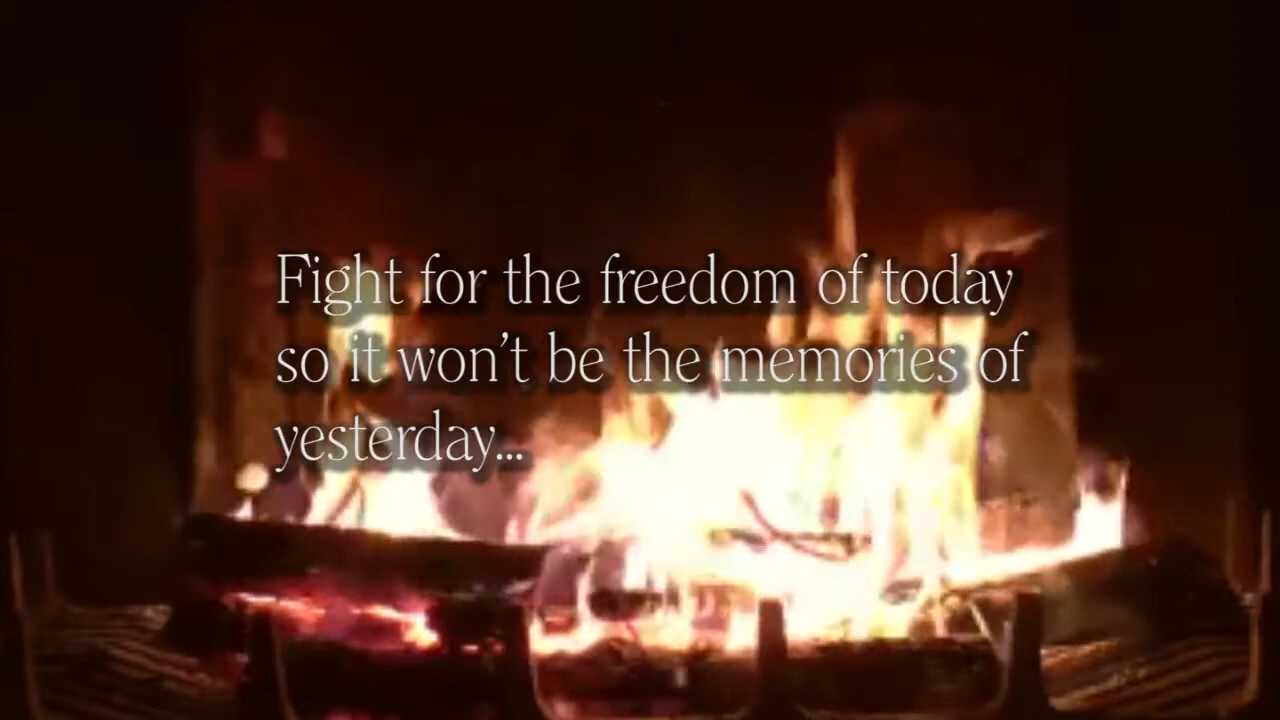 Fight for the freedom of today
so it won't be the memories of
yesterday...